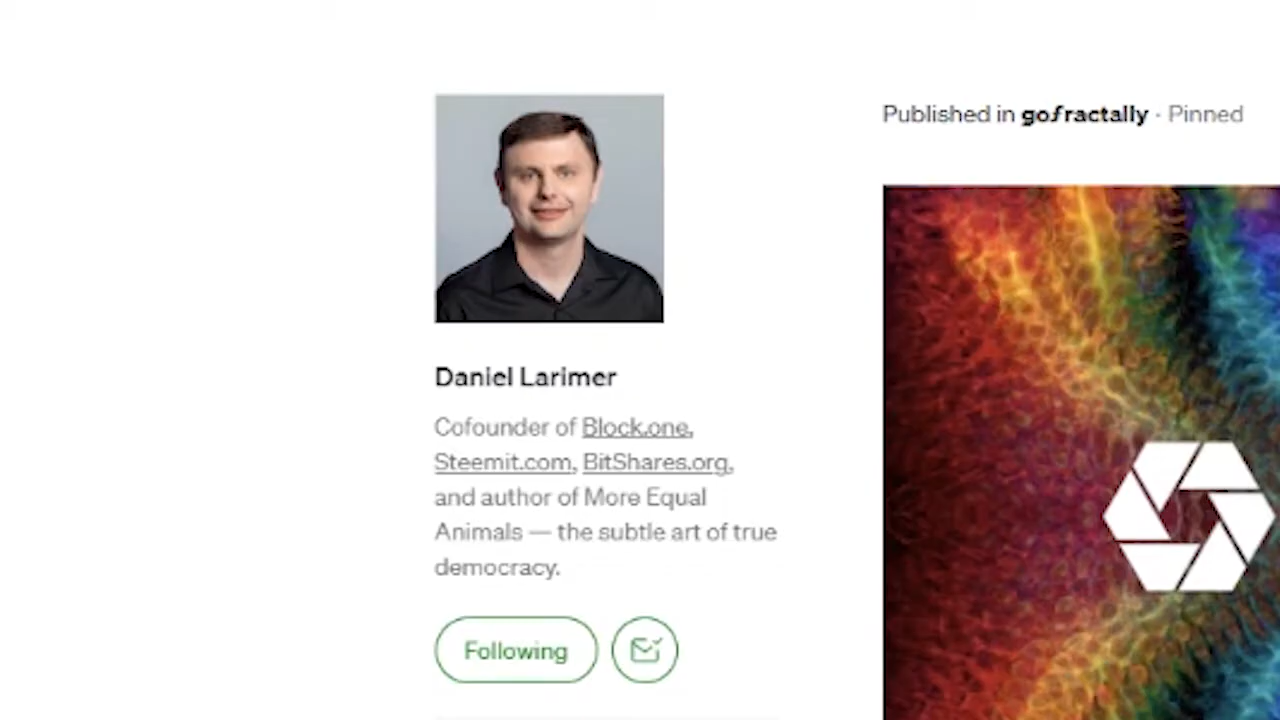 Published in gofractally · Pinned
Daniel Larimer
Cofounder of Block.one,
Steemit.com, BitShares.org,
and author of More Equal
Animals — the subtle art of true
democracy.
Following